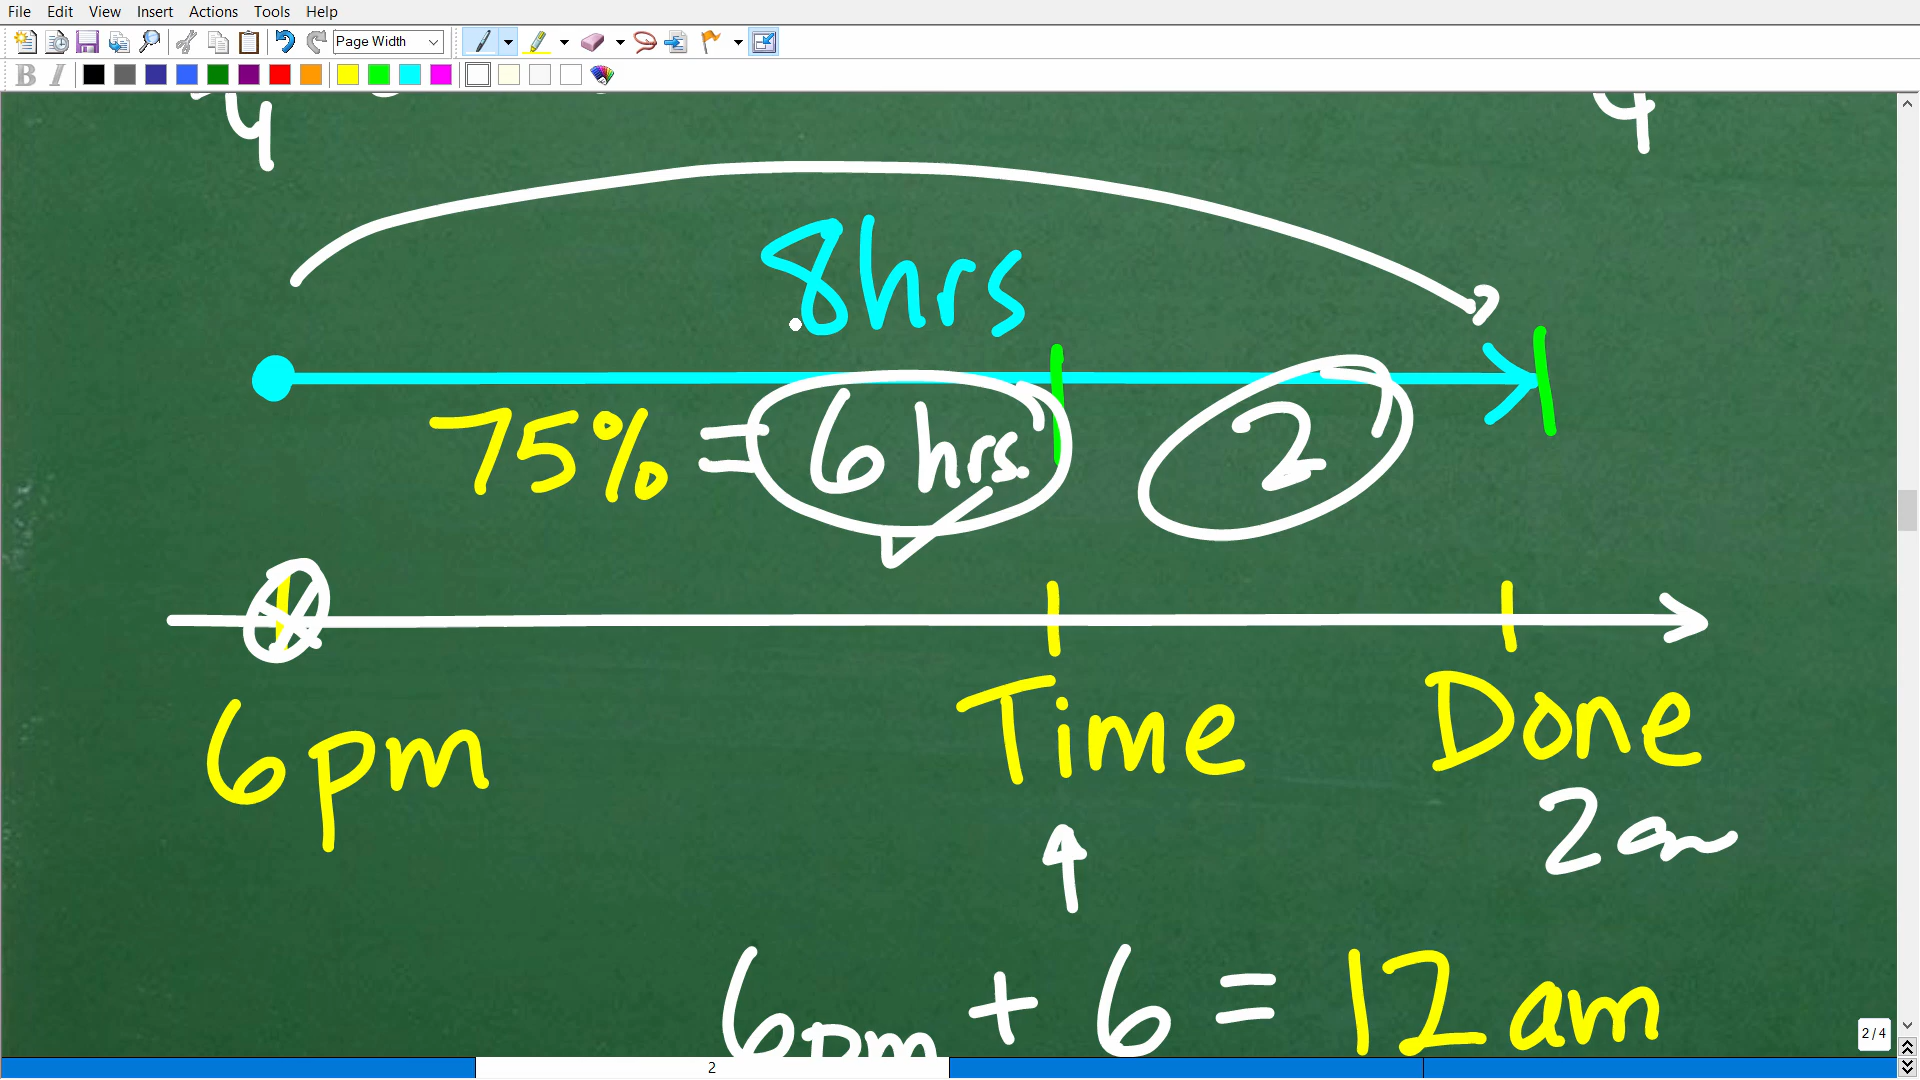 File Edit View Insert Actions Tools Help
Page Width
B I
4 4
8hrs
75% = 6 hrs. 2
6pm Time Done
2am
6pm + 6 = 12 am
2/4
2